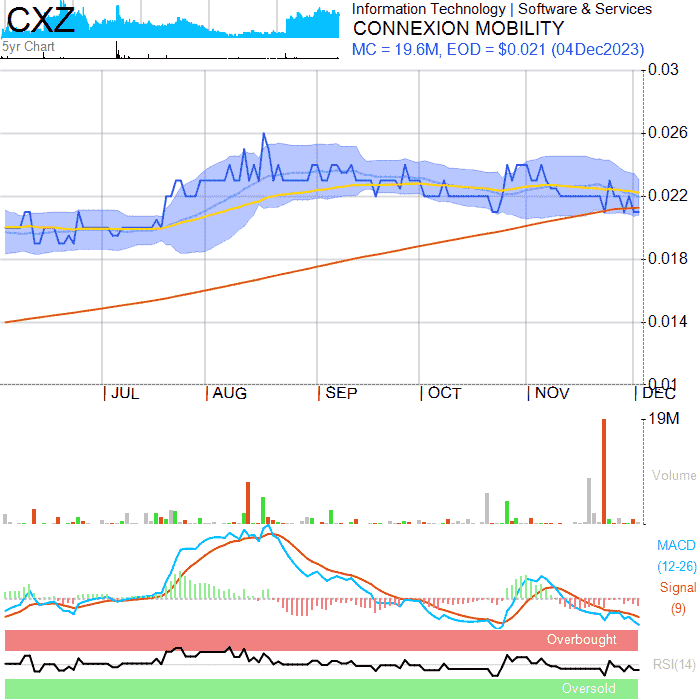 CXZ
5yr Chart
Information Technology | Software & Services
CONNEXION MOBILITY
MC = 19.6M, EOD = $0.021 (04Dec2023)
0.03
0.026
0.022
0.018
0.014
0.01
JUL AUG SEP OCT NOV DEC
19M
Volume
MACD
(12-26)
Signal
(9)
Overbought
RSI(14)
Oversold